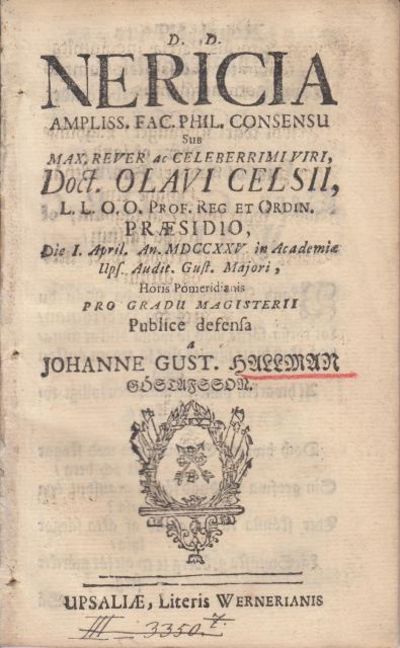 D. D.
NERICIA
AMPLISS. FAC. PHIL. CONSENSU
SUB
MAX. REVER ac CELEBERRIMI VIRI,
Doct. OLAVI CELSII,
L. L. O. O. PROF. REG ET ORDIN.
PRÆSIDIO,
Die I. April. An. MDCCXXV. in Academia
Ups. Audit. Gust. Majori,
Horis Pomeridianis
PRO GRADU MAGISTERII
Publicè defensa
a
JOHANNE GUST. HALLMAN
GÖSTAFSSON.
UPSALIÆ, Literis WERNERIANIS
III 3350.